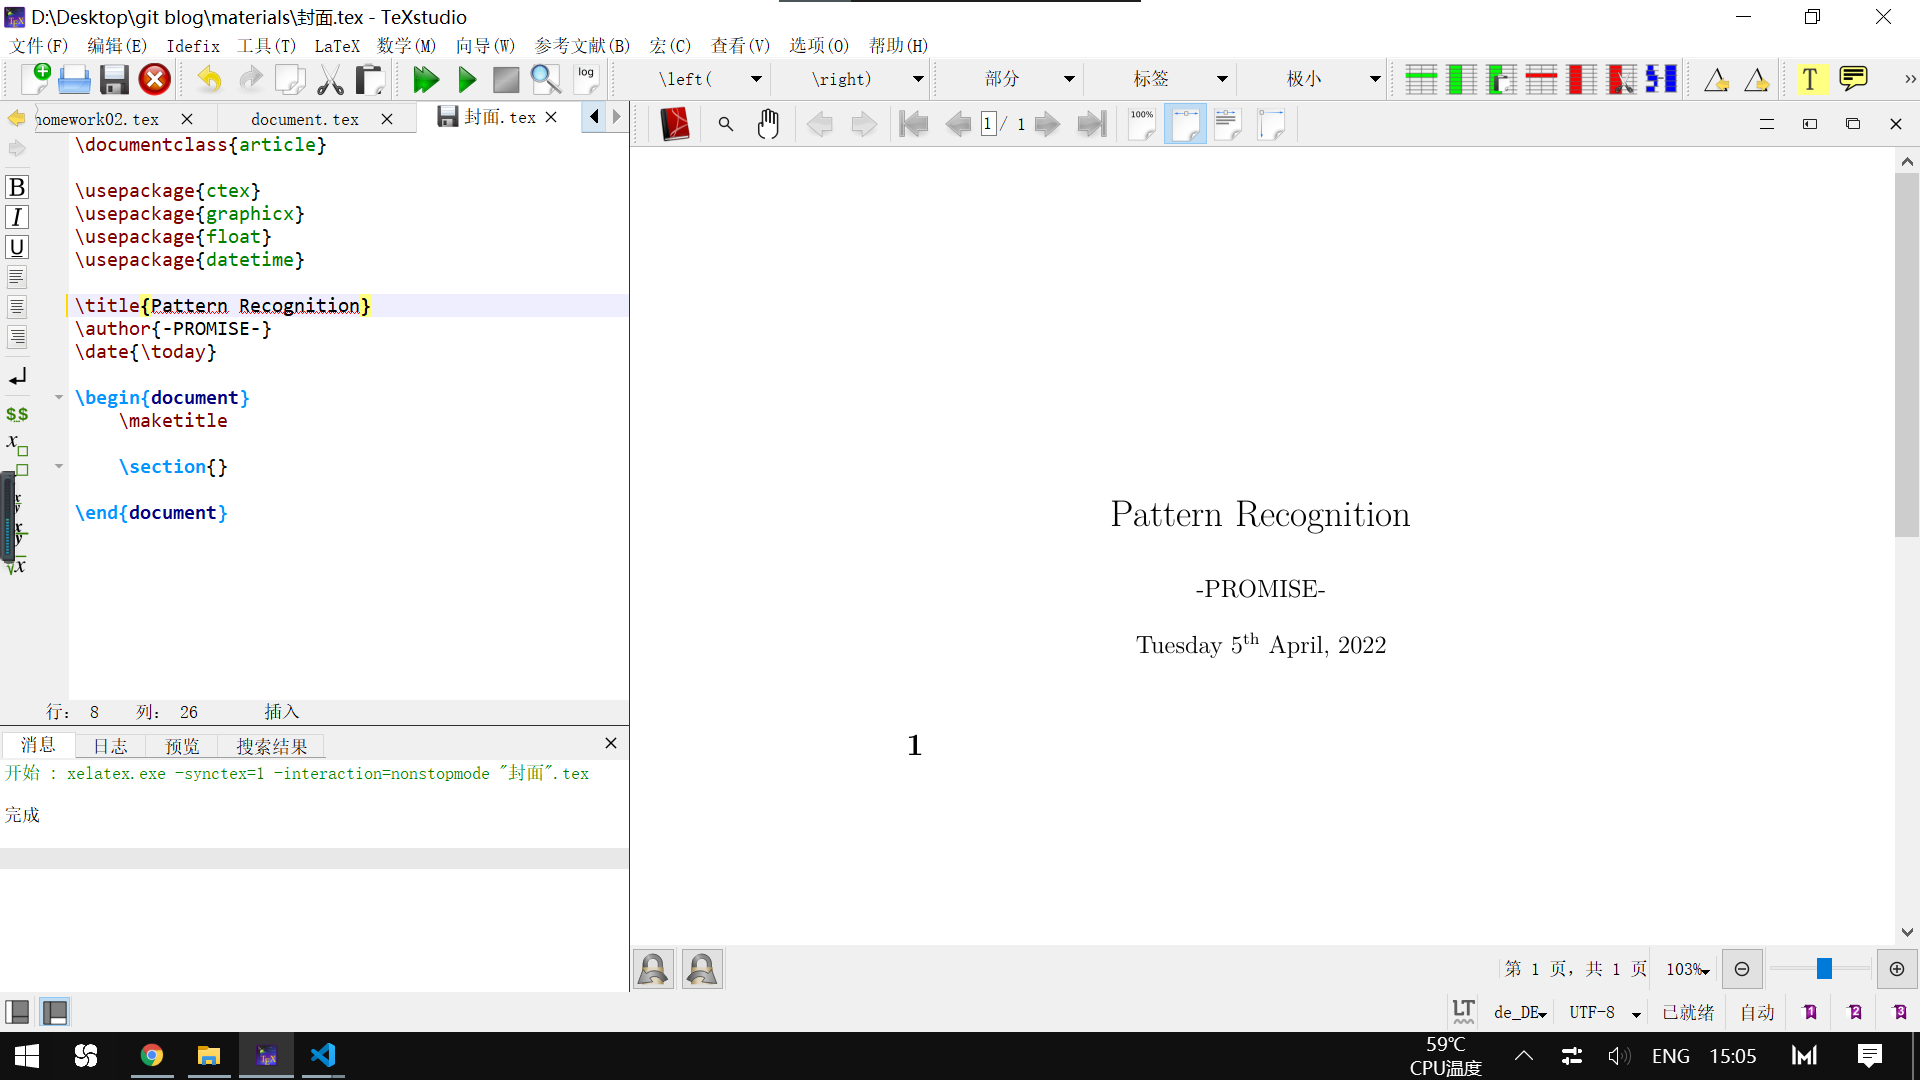 D:\Desktop\git blog\materials\封面.tex - TeXstudio
文件(F) 编辑(E) Idefix 工具(T) LaTeX 数学(M) 向导(W) 参考文献(B) 宏(C) 查看(V) 选项(O) 帮助(H)
log \left( \right) 部分 标签 极小 T »
homework02.tex document.tex 封面.tex
1 / 1 100%
\documentclass{article}
\usepackage{ctex}
\usepackage{graphicx}
\usepackage{float}
\usepackage{datetime}
\title{Pattern Recognition}
\author{-PROMISE-}
\date{\today}
\begin{document}
\maketitle
\section{}
\end{document}
B
I
U
$$
行: 8 列: 26 插入
消息 日志 预览 搜索结果
开始 : xelatex.exe -synctex=1 -interaction=nonstopmode "封面".tex
完成
Pattern Recognition
-PROMISE-
Tuesday 5th April, 2022
1
第 1 页，共 1 页 103%
LT de_DE UTF-8 已就绪 自动 1 2 3
59℃
CPU温度
ENG 15:05